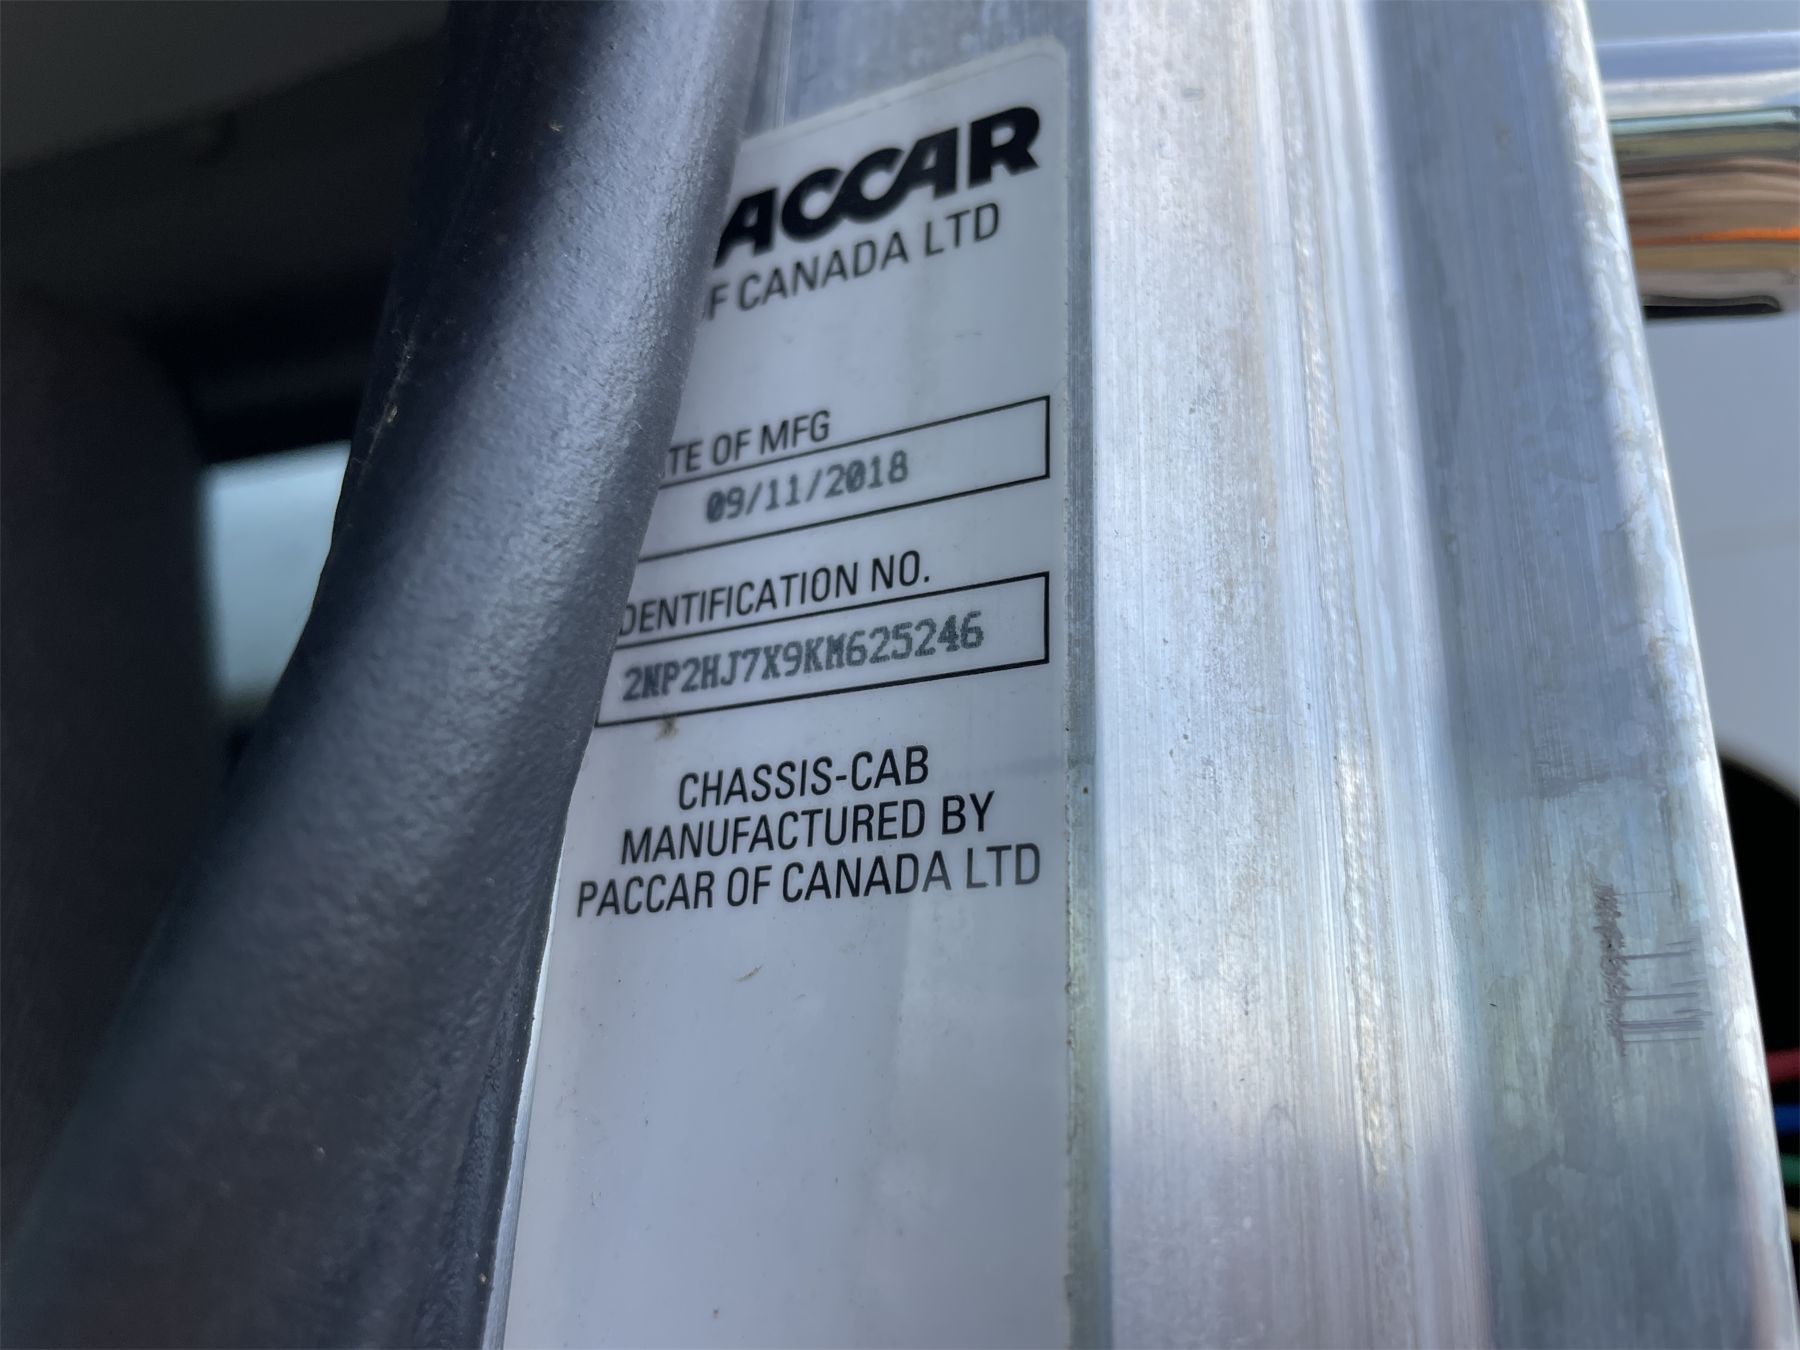 ACCAR
F CANADA LTD
TE OF MFG
09/11/2018
DENTIFICATION NO.
2NP2HJ7X9KM625246
CHASSIS-CAB
MANUFACTURED BY
PACCAR OF CANADA LTD